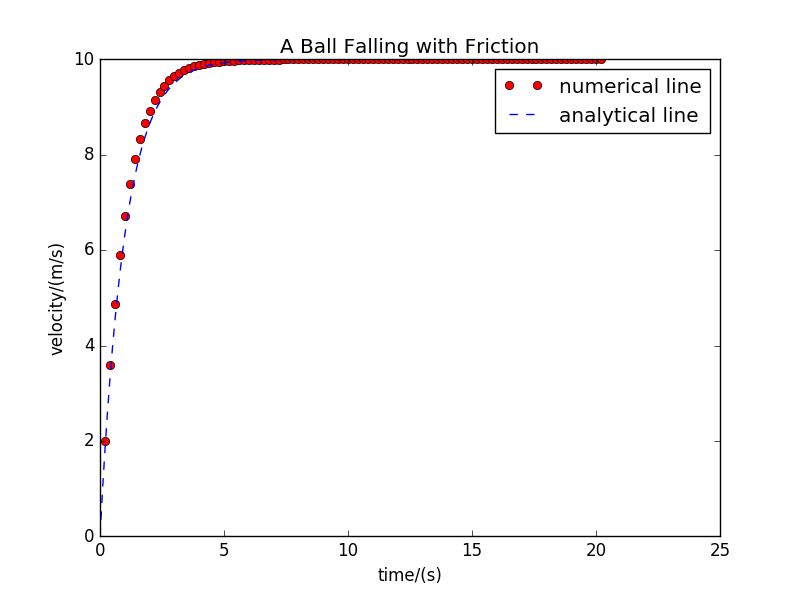 A Ball Falling with Friction
10
8
6
4
2
0
velocity/(m/s)
numerical line
analytical line
0 5 10 15 20 25
time/(s)